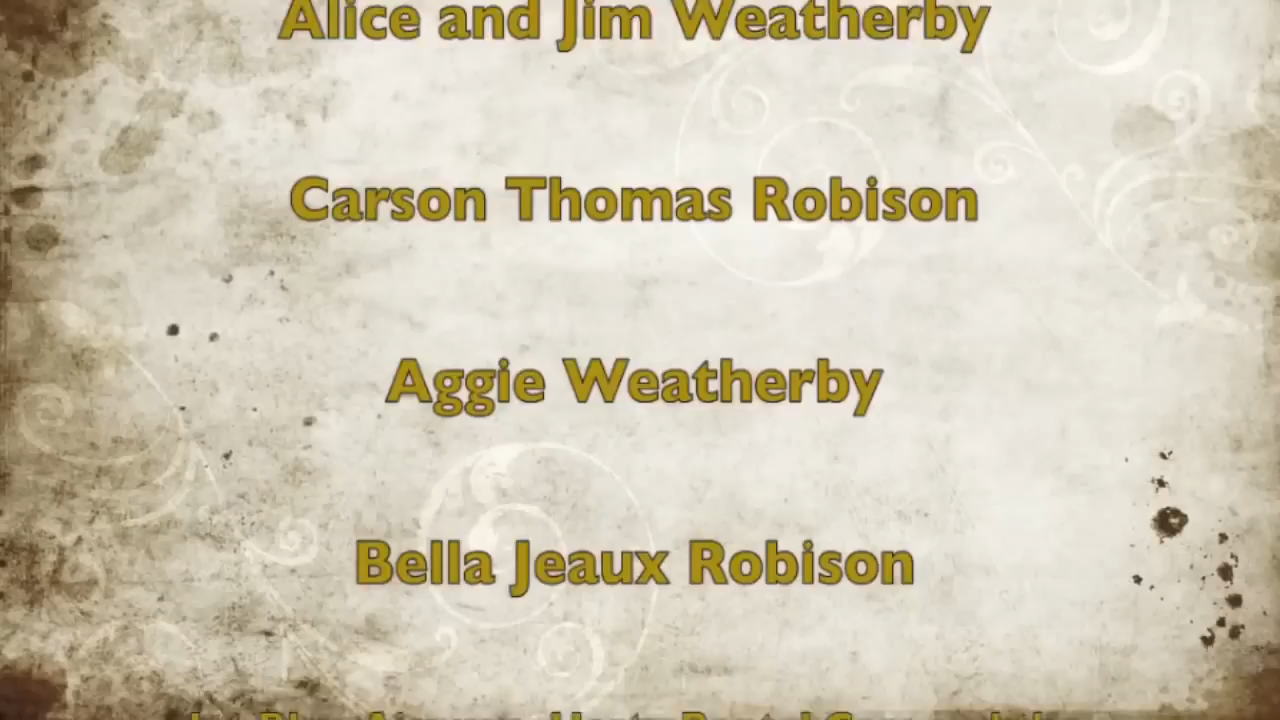 Alice and Jim Weatherby
Carson Thomas Robison
Aggie Weatherby
Bella Jeaux Robison